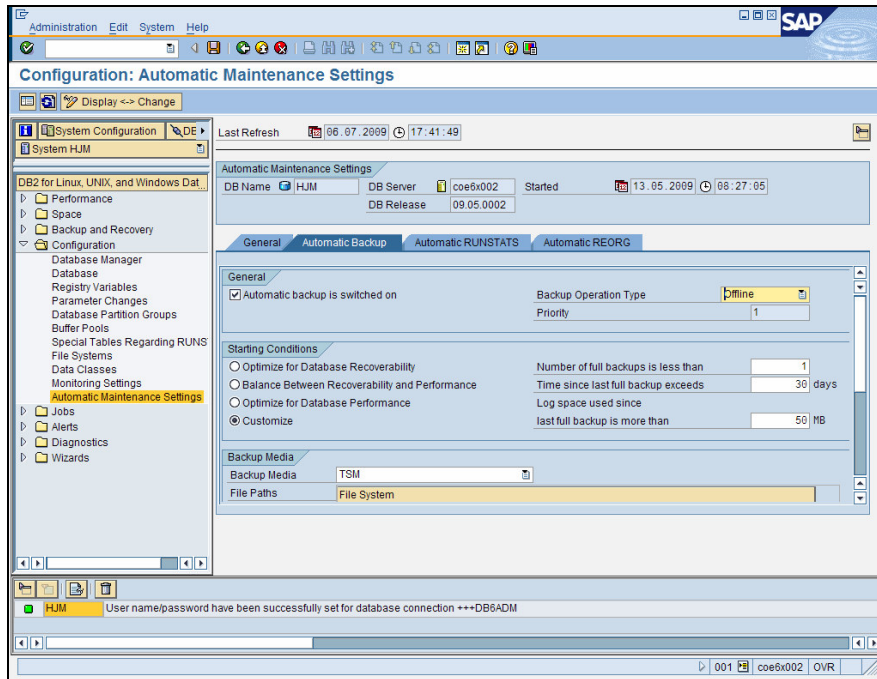 Administration Edit System Help
SAP
Configuration: Automatic Maintenance Settings
Display <-> Change
System Configuration DE
System HJM
Last Refresh 06.07.2009 17:41:49
DB2 for Linux, UNIX, and Windows Dat
Performance
Space
Backup and Recovery
Configuration
Database Manager
Database
Registry Variables
Parameter Changes
Database Partition Groups
Buffer Pools
Special Tables Regarding RUNS
File Systems
Data Classes
Monitoring Settings
Automatic Maintenance Settings
Jobs
Alerts
Diagnostics
Wizards
Automatic Maintenance Settings
DB Name HJM DB Server coe6x002 Started 13.05.2009 08:27:05
DB Release 09.05.0002
General Automatic Backup Automatic RUNSTATS Automatic REORG
General
Automatic backup is switched on Backup Operation Type Offline
Priority 1
Starting Conditions
Optimize for Database Recoverability Number of full backups is less than 1
Balance Between Recoverability and Performance Time since last full backup exceeds 30 days
Optimize for Database Performance Log space used since
Customize last full backup is more than 50 MB
Backup Media
Backup Media TSM
File Paths File System
HJM User name/password have been successfully set for database connection +++DB6ADM
001 coe6x002 OVR